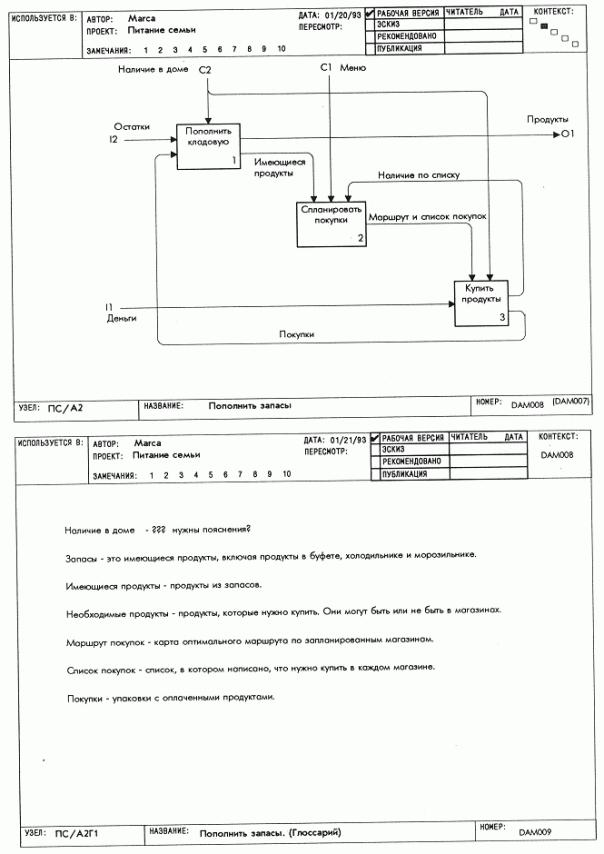 ИСПОЛЬЗУЕТСЯ В:
АВТОР: Marca
ПРОЕКТ: Питание семьи
ЗАМЕЧАНИЯ: 1 2 3 4 5 6 7 8 9 10
ДАТА: 01/20/93
ПЕРЕСМОТР:
РАБОЧАЯ ВЕРСИЯ
ЭСКИЗ
РЕКОМЕНДОВАНО
ПУБЛИКАЦИЯ
ЧИТАТЕЛЬ ДАТА
КОНТЕКСТ:
Наличие в доме C2
C1 Меню
Остатки
I2
Пополнить кладовую
1
Продукты
O1
Имеющиеся продукты
Наличие по списку
Спланировать покупки
2
Маршрут и список покупок
Купить продукты
3
I1
Деньги
Покупки
УЗЕЛ: ПС/А2
НАЗВАНИЕ: Пополнить запасы
НОМЕР: DAM008 (DAM007)
ИСПОЛЬЗУЕТСЯ В:
АВТОР: Marca
ПРОЕКТ: Питание семьи
ЗАМЕЧАНИЯ: 1 2 3 4 5 6 7 8 9 10
ДАТА: 01/21/93
ПЕРЕСМОТР:
РАБОЧАЯ ВЕРСИЯ
ЭСКИЗ
РЕКОМЕНДОВАНО
ПУБЛИКАЦИЯ
ЧИТАТЕЛЬ ДАТА
КОНТЕКСТ:
DAM008
Наличие в доме - ??? нужны пояснения?
Запасы - это имеющиеся продукты, включая продукты в буфете, холодильнике и морозильнике.
Имеющиеся продукты - продукты из запасов.
Необходимые продукты - продукты, которые нужно купить. Они могут быть или не быть в магазинах.
Маршрут покупок - карта оптимального маршрута по запланированным магазинам.
Список покупок - список, в котором написано, что нужно купить в каждом магазине.
Покупки - упаковки с оплаченными продуктами.
УЗЕЛ: ПС/А2Г1
НАЗВАНИЕ: Пополнить запасы. (Глоссарий)
НОМЕР: DAM009